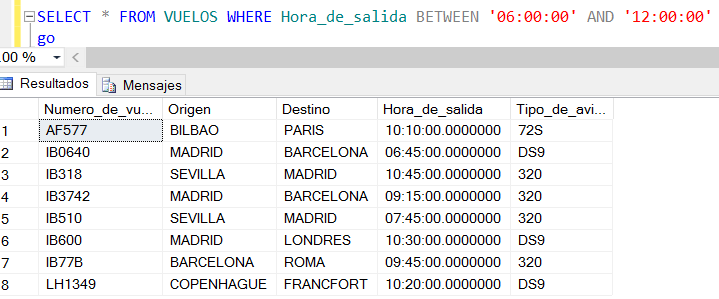 SELECT * FROM VUELOS WHERE Hora_de_salida BETWEEN '06:00:00' AND '12:00:00'
go
.00 %
Resultados Mensajes
Numero_de_vu... Origen Destino Hora_de_salida Tipo_de_avi...
1 AF577 BILBAO PARIS 10:10:00.0000000 72S
2 IB0640 MADRID BARCELONA 06:45:00.0000000 DS9
3 IB318 SEVILLA MADRID 10:45:00.0000000 320
4 IB3742 MADRID BARCELONA 09:15:00.0000000 320
5 IB510 SEVILLA MADRID 07:45:00.0000000 320
6 IB600 MADRID LONDRES 10:30:00.0000000 DS9
7 IB77B BARCELONA ROMA 09:45:00.0000000 320
8 LH1349 COPENHAGUE FRANCFORT 10:20:00.0000000 DS9